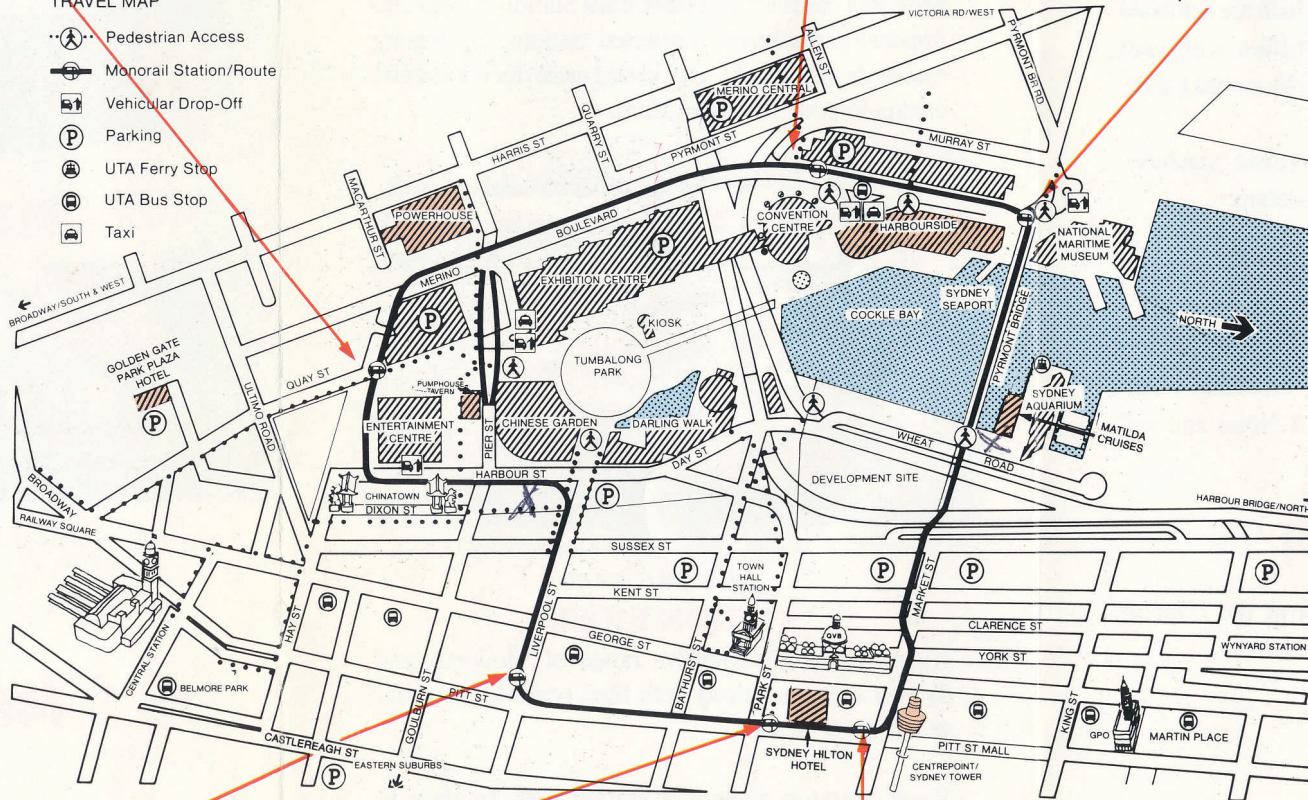 TRAVEL MAP
Pedestrian Access
Monorail Station/Route
Vehicular Drop-Off
P Parking
UTA Ferry Stop
UTA Bus Stop
Taxi
VICTORIA RD/WEST
ALLEN ST
PYRMONT BR RD
MERINO CENTRAL
P
MURRAY ST
PYRMONT ST
QUARRY ST
HARRIS ST
P
MACARTHUR ST
POWERHOUSE
BOULEVARD
MERINO
CONVENTION
CENTRE
HARBOURSIDE
NATIONAL
MARITIME
MUSEUM
P
EXHIBITION CENTRE
BROADWAY/SOUTH & WEST
SYDNEY
SEAPORT
COCKLE BAY
PYRMONT BRIDGE
NORTH
P
KIOSK
TUMBALONG
PARK
GOLDEN GATE
PARK PLAZA
HOTEL
P
QUAY ST
ULTIMO ROAD
PUMPHOUSE
TAVERN
ENTERTAINMENT
CENTRE
PIER ST
CHINESE GARDEN
DARLING WALK
SYDNEY
AQUARIUM
MATILDA
CRUISES
WHEAT
ROAD
DAY ST
HARBOUR ST
DEVELOPMENT SITE
CHINATOWN
DIXON ST
P
BROADWAY
RAILWAY SQUARE
HARBOUR BRIDGE/NORTH
SUSSEX ST
P
P
P
P
TOWN
HALL
STATION
KENT ST
MARKET ST
LIVERPOOL ST
GEORGE ST
QVB
CLARENCE ST
YORK ST
WYNYARD STATION
HAY ST
CENTRAL STATION
BELMORE PARK
GOULBURN ST
PITT ST
BATHURST ST
PARK ST
KING ST
GPO
MARTIN PLACE
CASTLEREAGH ST
EASTERN SUBURBS
P
SYDNEY HILTON
HOTEL
PITT ST MALL
CENTREPOINT/
SYDNEY TOWER